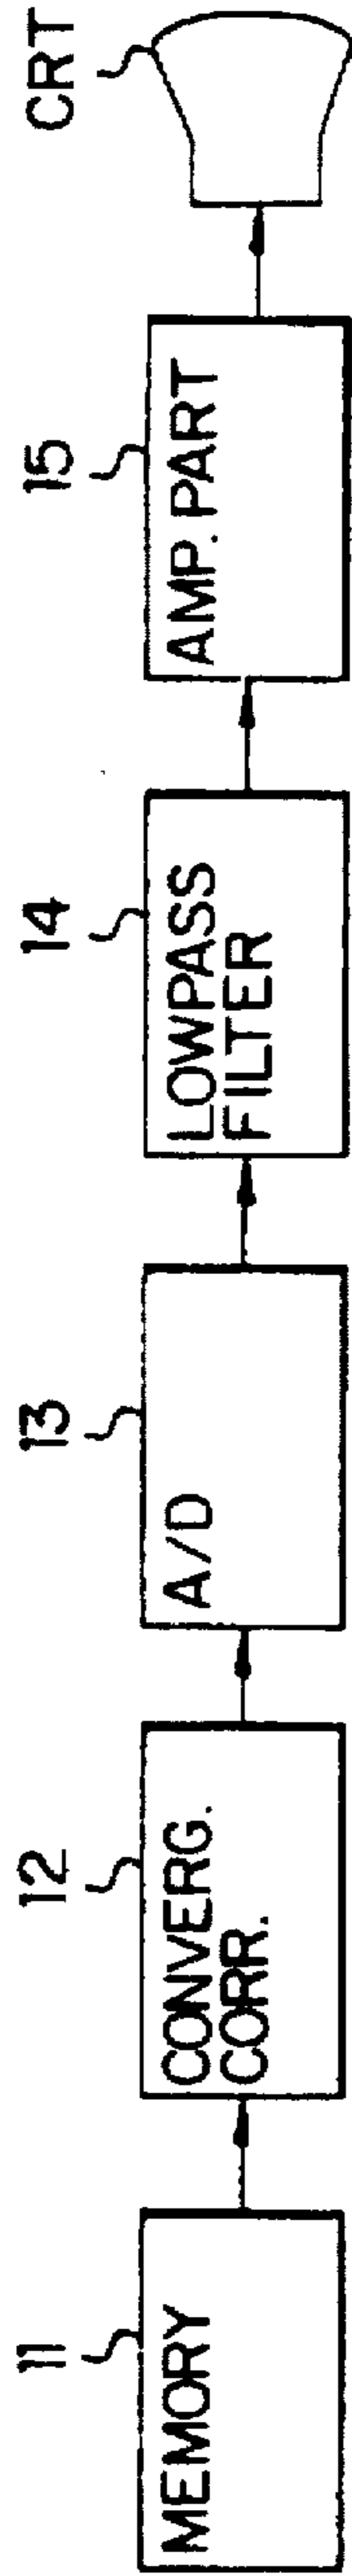 11
MEMORY
12
CONVERG.
CORR.
13
A/D
14
LOWPASS
FILTER
15
AMP. PART
CRT